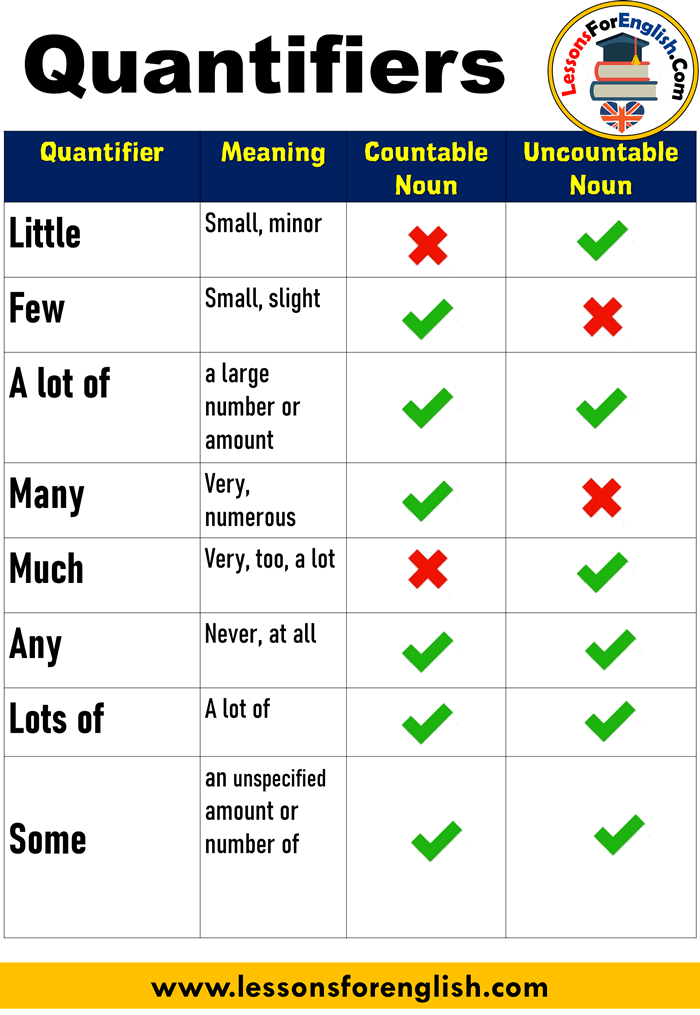 Quantifiers
LessonsForEnglish.Com
Quantifier Meaning Countable Noun Uncountable Noun
Little Small, minor
Few Small, slight
A lot of a large
number or
amount
Many Very,
numerous
Much Very, too, a lot
Any Never, at all
Lots of A lot of
Some an unspecified
amount or
number of
www.lessonsforenglish.com